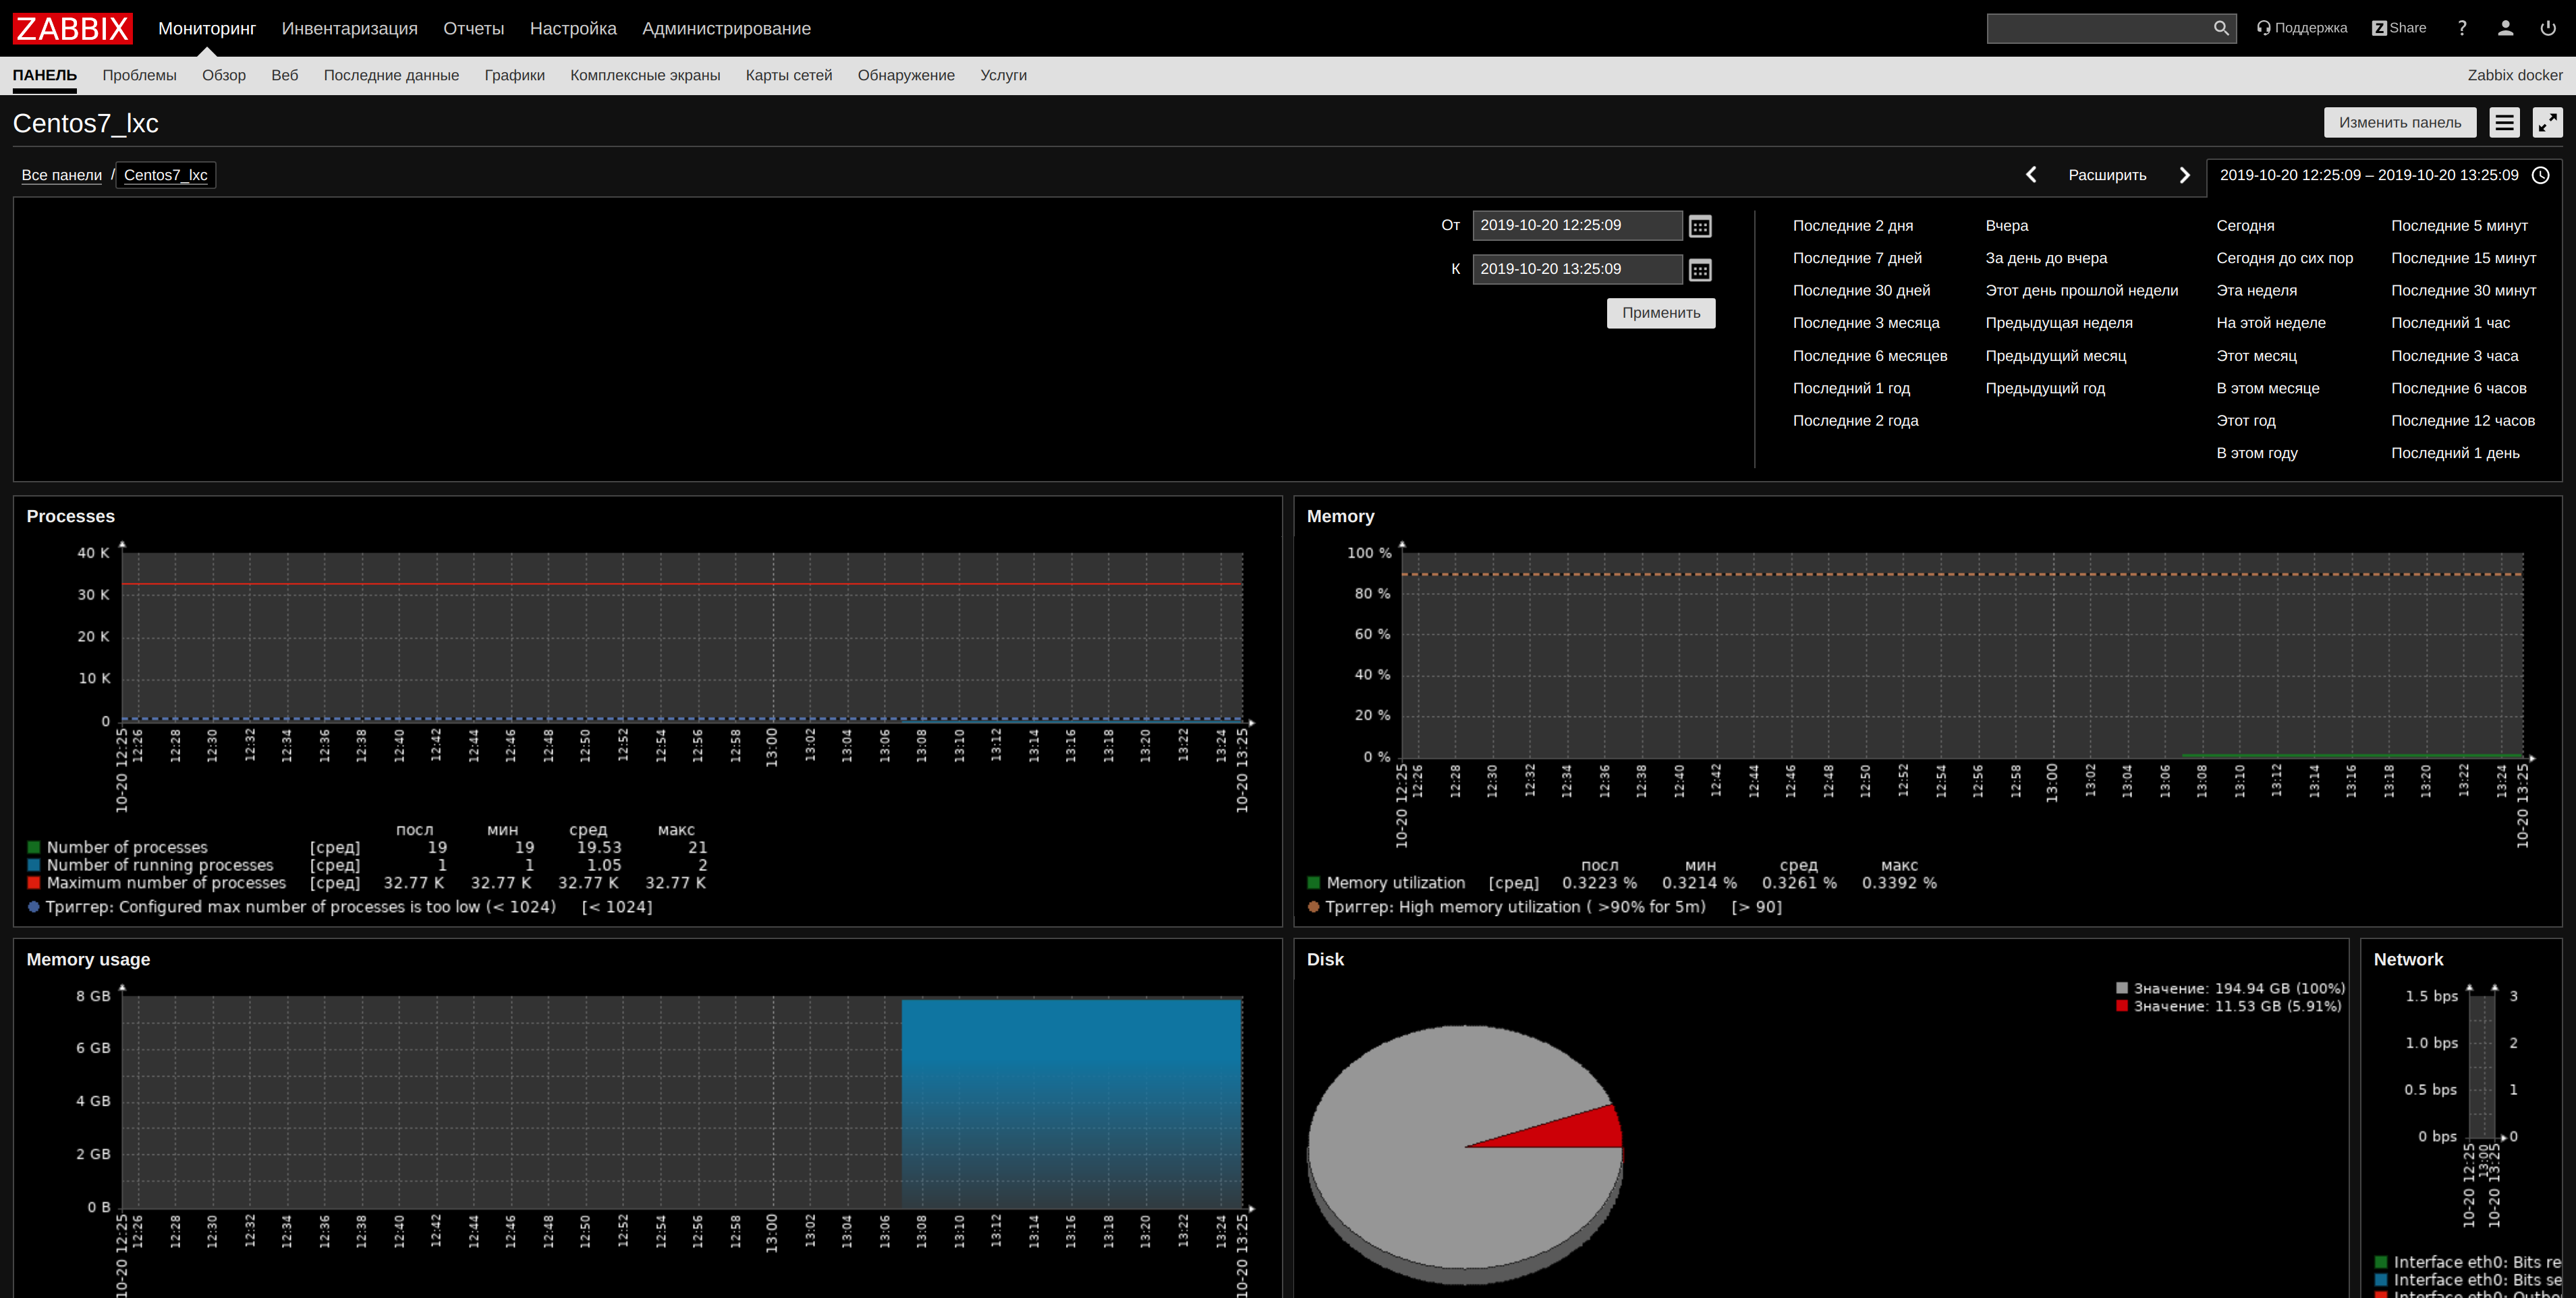 ZABBIX Мониторинг Инвентаризация Отчеты Настройка Администрирование Поддержка Z Share ?
ПАНЕЛЬ Проблемы Обзор Веб Последние данные Графики Комплексные экраны Карты сетей Обнаружение Услуги Zabbix docker
Centos7_lxc Изменить панель
Все панели / Centos7_lxc Расширить 2019-10-20 12:25:09 – 2019-10-20 13:25:09
От 2019-10-20 12:25:09
К 2019-10-20 13:25:09
Применить
Последние 2 дня Вчера Сегодня Последние 5 минут
Последние 7 дней За день до вчера Сегодня до сих пор Последние 15 минут
Последние 30 дней Этот день прошлой недели Эта неделя Последние 30 минут
Последние 3 месяца Предыдущая неделя На этой неделе Последний 1 час
Последние 6 месяцев Предыдущий месяц Этот месяц Последние 3 часа
Последний 1 год Предыдущий год В этом месяце Последние 6 часов
Последние 2 года Этот год Последние 12 часов
В этом году Последний 1 день
Processes
40 K
30 K
20 K
10 K
0
10-20 12:25 12:26 12:28 12:30 12:32 12:34 12:36 12:38 12:40 12:42 12:44 12:46 12:48 12:50 12:52 12:54 12:56 12:58 13:00 13:02 13:04 13:06 13:08 13:10 13:12 13:14 13:16 13:18 13:20 13:22 13:24 10-20 13:25
посл мин сред макс
Number of processes [сред] 19 19 19.53 21
Number of running processes [сред] 1 1 1.05 2
Maximum number of processes [сред] 32.77 K 32.77 K 32.77 K 32.77 K
Триггер: Configured max number of processes is too low (< 1024) [< 1024]
Memory
100 %
80 %
60 %
40 %
20 %
0 %
10-20 12:25 12:26 12:28 12:30 12:32 12:34 12:36 12:38 12:40 12:42 12:44 12:46 12:48 12:50 12:52 12:54 12:56 12:58 13:00 13:02 13:04 13:06 13:08 13:10 13:12 13:14 13:16 13:18 13:20 13:22 13:24 10-20 13:25
посл мин сред макс
Memory utilization [сред] 0.3223 % 0.3214 % 0.3261 % 0.3392 %
Триггер: High memory utilization ( >90% for 5m) [> 90]
Memory usage
8 GB
6 GB
4 GB
2 GB
0 B
10-20 12:25 12:26 12:28 12:30 12:32 12:34 12:36 12:38 12:40 12:42 12:44 12:46 12:48 12:50 12:52 12:54 12:56 12:58 13:00 13:02 13:04 13:06 13:08 13:10 13:12 13:14 13:16 13:18 13:20 13:22 13:24 10-20 13:25
Disk
Значение: 194.94 GB (100%)
Значение: 11.53 GB (5.91%)
Network
1.5 bps 3
1.0 bps 2
0.5 bps 1
0 bps 0
10-20 12:25 13:00 10-20 13:25
Interface eth0: Bits re
Interface eth0: Bits se
Interface eth0: Outbo